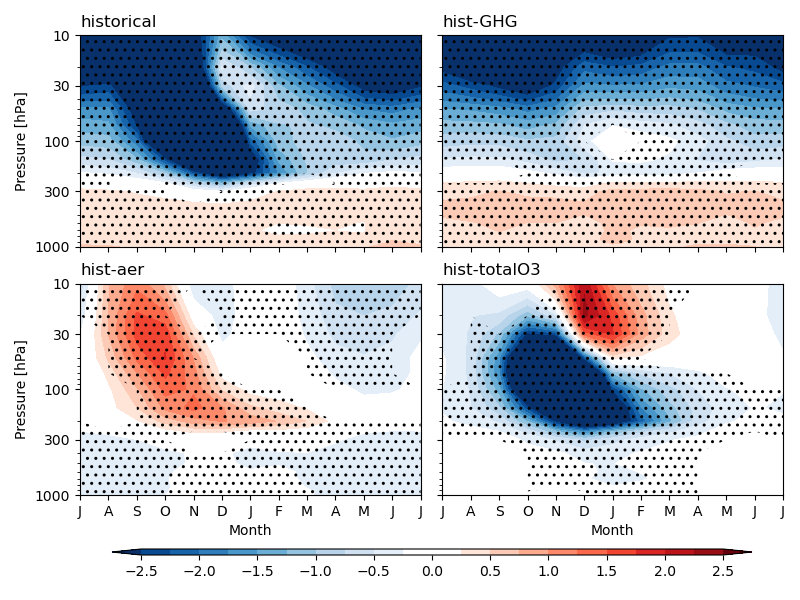 historical
hist-GHG
10
30
100
300
1000
Pressure [hPa]
hist-aer
hist-totalO3
10
30
100
300
1000
Pressure [hPa]
J A S O N D J F M A M J J
J A S O N D J F M A M J J
Month
Month
−2.5 −2.0 −1.5 −1.0 −0.5 0.0 0.5 1.0 1.5 2.0 2.5